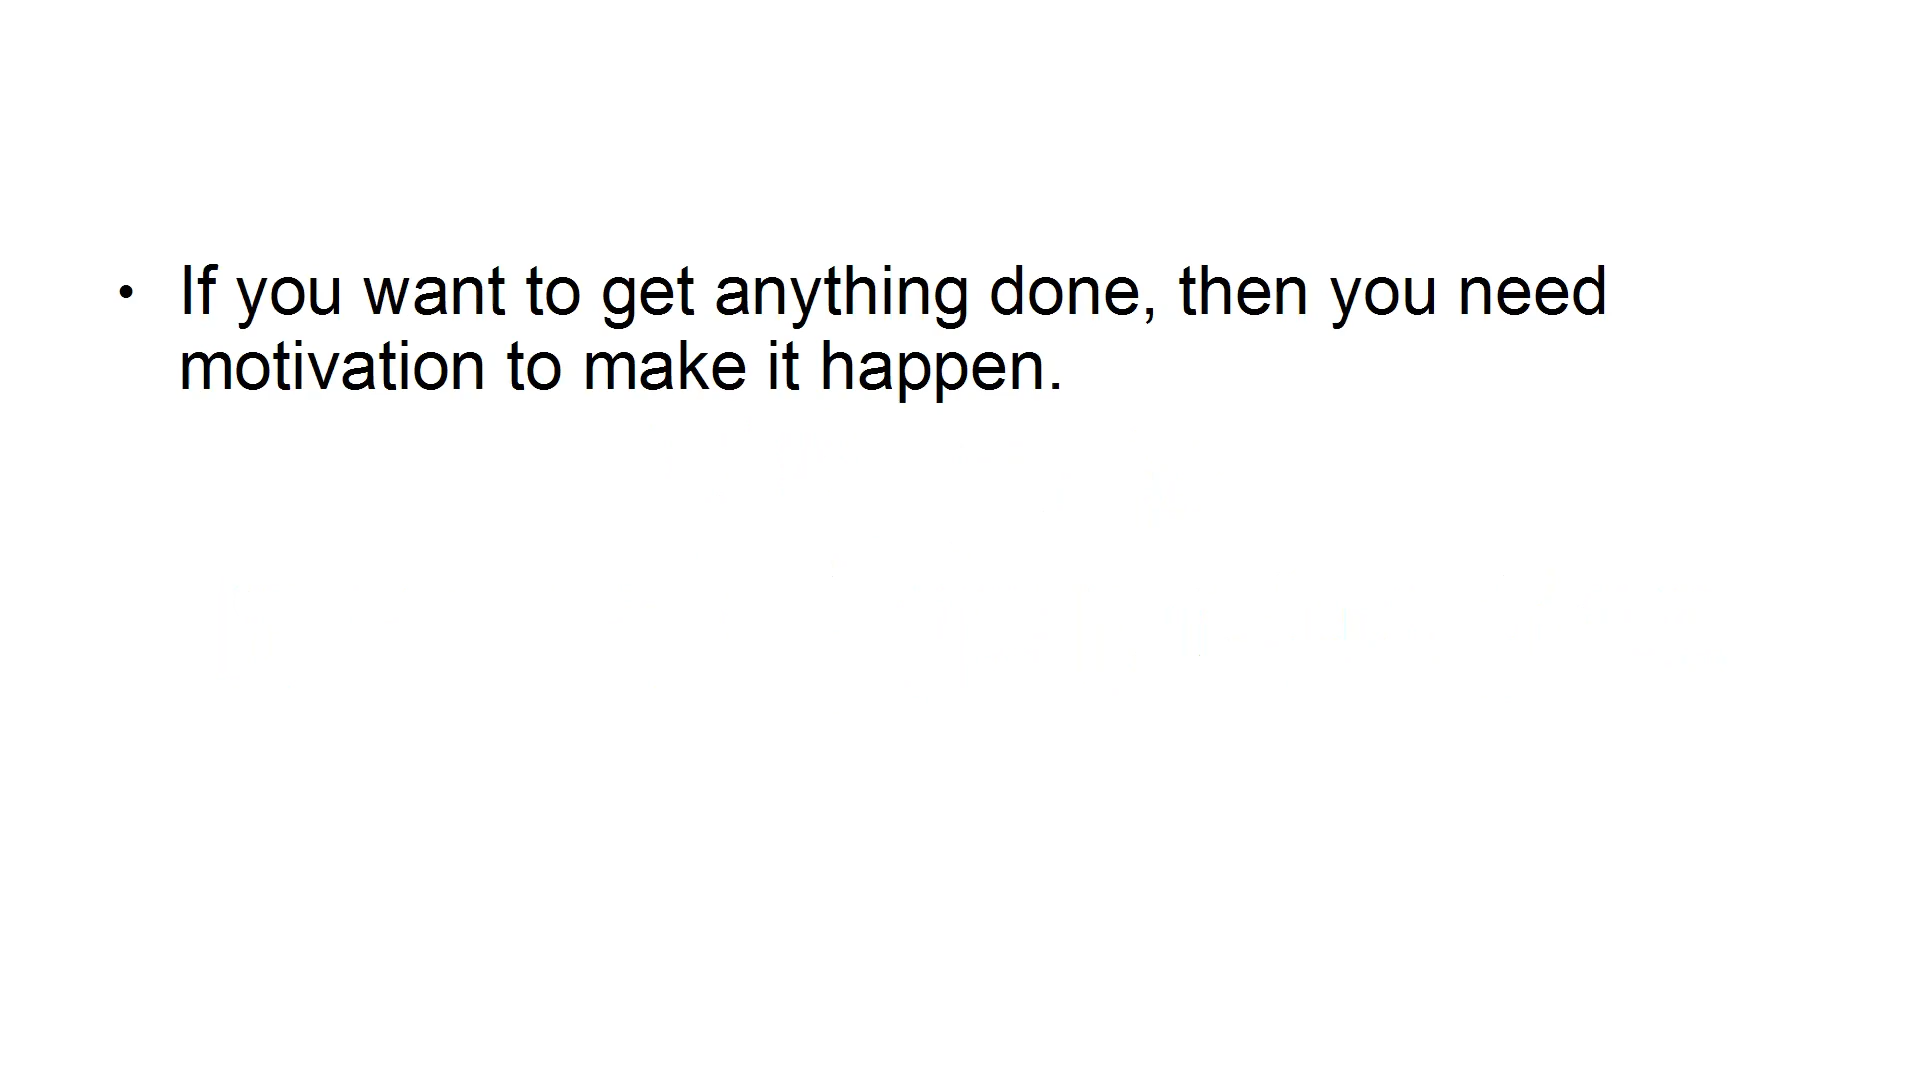 • If you want to get anything done, then you need
motivation to make it happen.